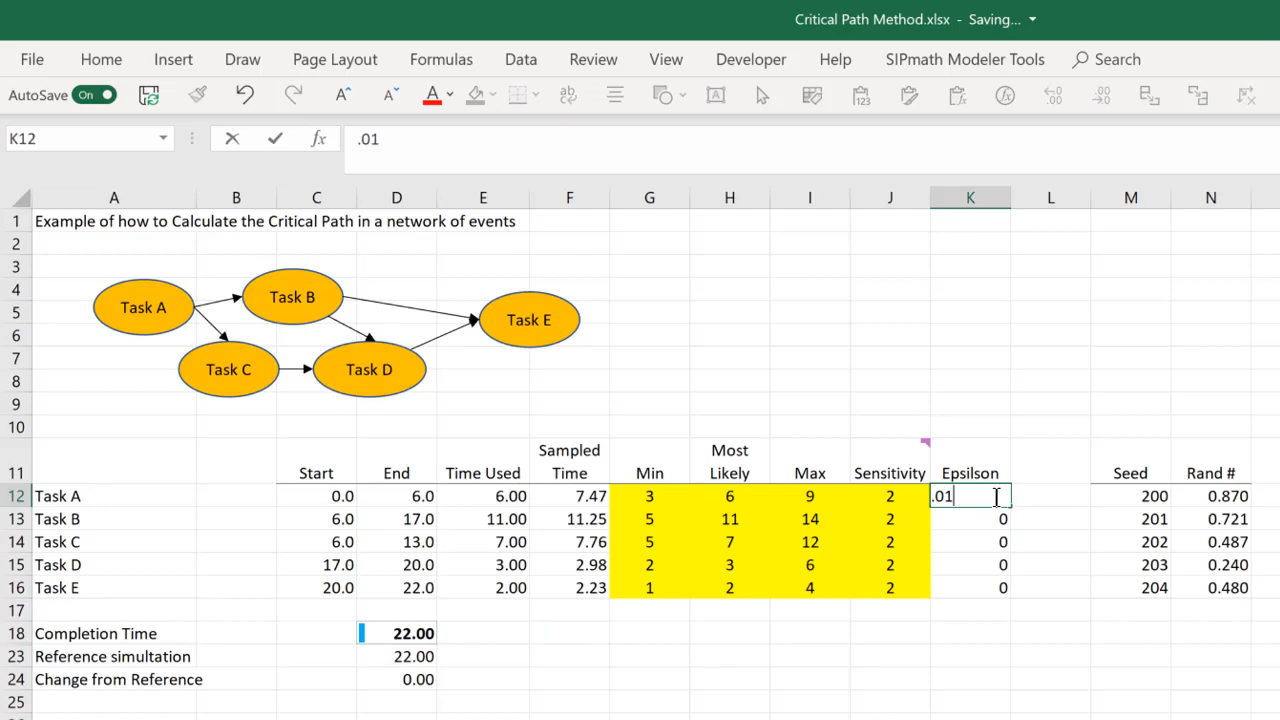 Critical Path Method.xlsx - Saving...
File Home Insert Draw Page Layout Formulas Data Review View Developer Help SIPmath Modeler Tools Search
AutoSave On
K12 fx .01
A B C D E F G H I J K L M N
1 Example of how to Calculate the Critical Path in a network of events
2
3
4
5
6
7
8
9
10
Task A
Task B
Task C
Task D
Task E
Sampled Most
11 Start End Time Used Time Min Likely Max Sensitivity Epsilson Seed Rand #
12 Task A 0.0 6.0 6.00 7.47 3 6 9 2 .01 200 0.870
13 Task B 6.0 17.0 11.00 11.25 5 11 14 2 0 201 0.721
14 Task C 6.0 13.0 7.00 7.76 5 7 12 2 0 202 0.487
15 Task D 17.0 20.0 3.00 2.98 2 3 6 2 0 203 0.240
16 Task E 20.0 22.0 2.00 2.23 1 2 4 2 0 204 0.480
17
18 Completion Time 22.00
23 Reference simultation 22.00
24 Change from Reference 0.00
25